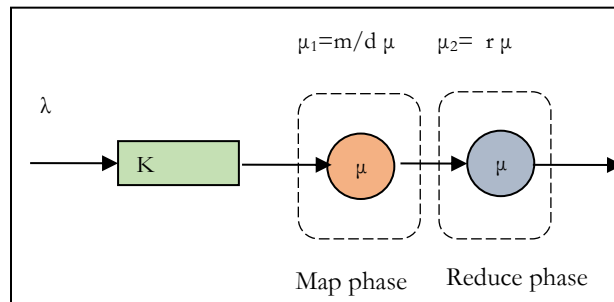 μ₁=m/d μ μ₂= r μ
λ
K μ μ
Map phase Reduce phase